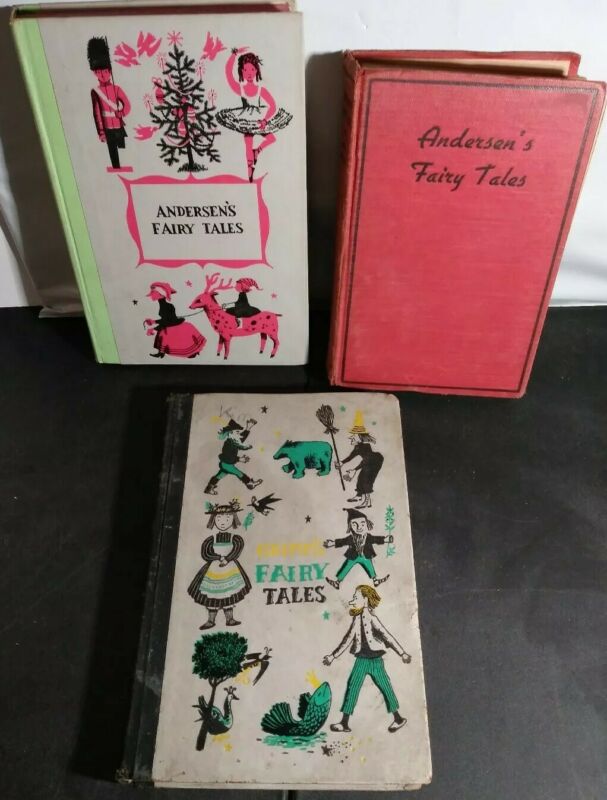 ANDERSEN'S
FAIRY TALES
Andersen's
Fairy Tales
GRIMM'S
FAIRY
TALES